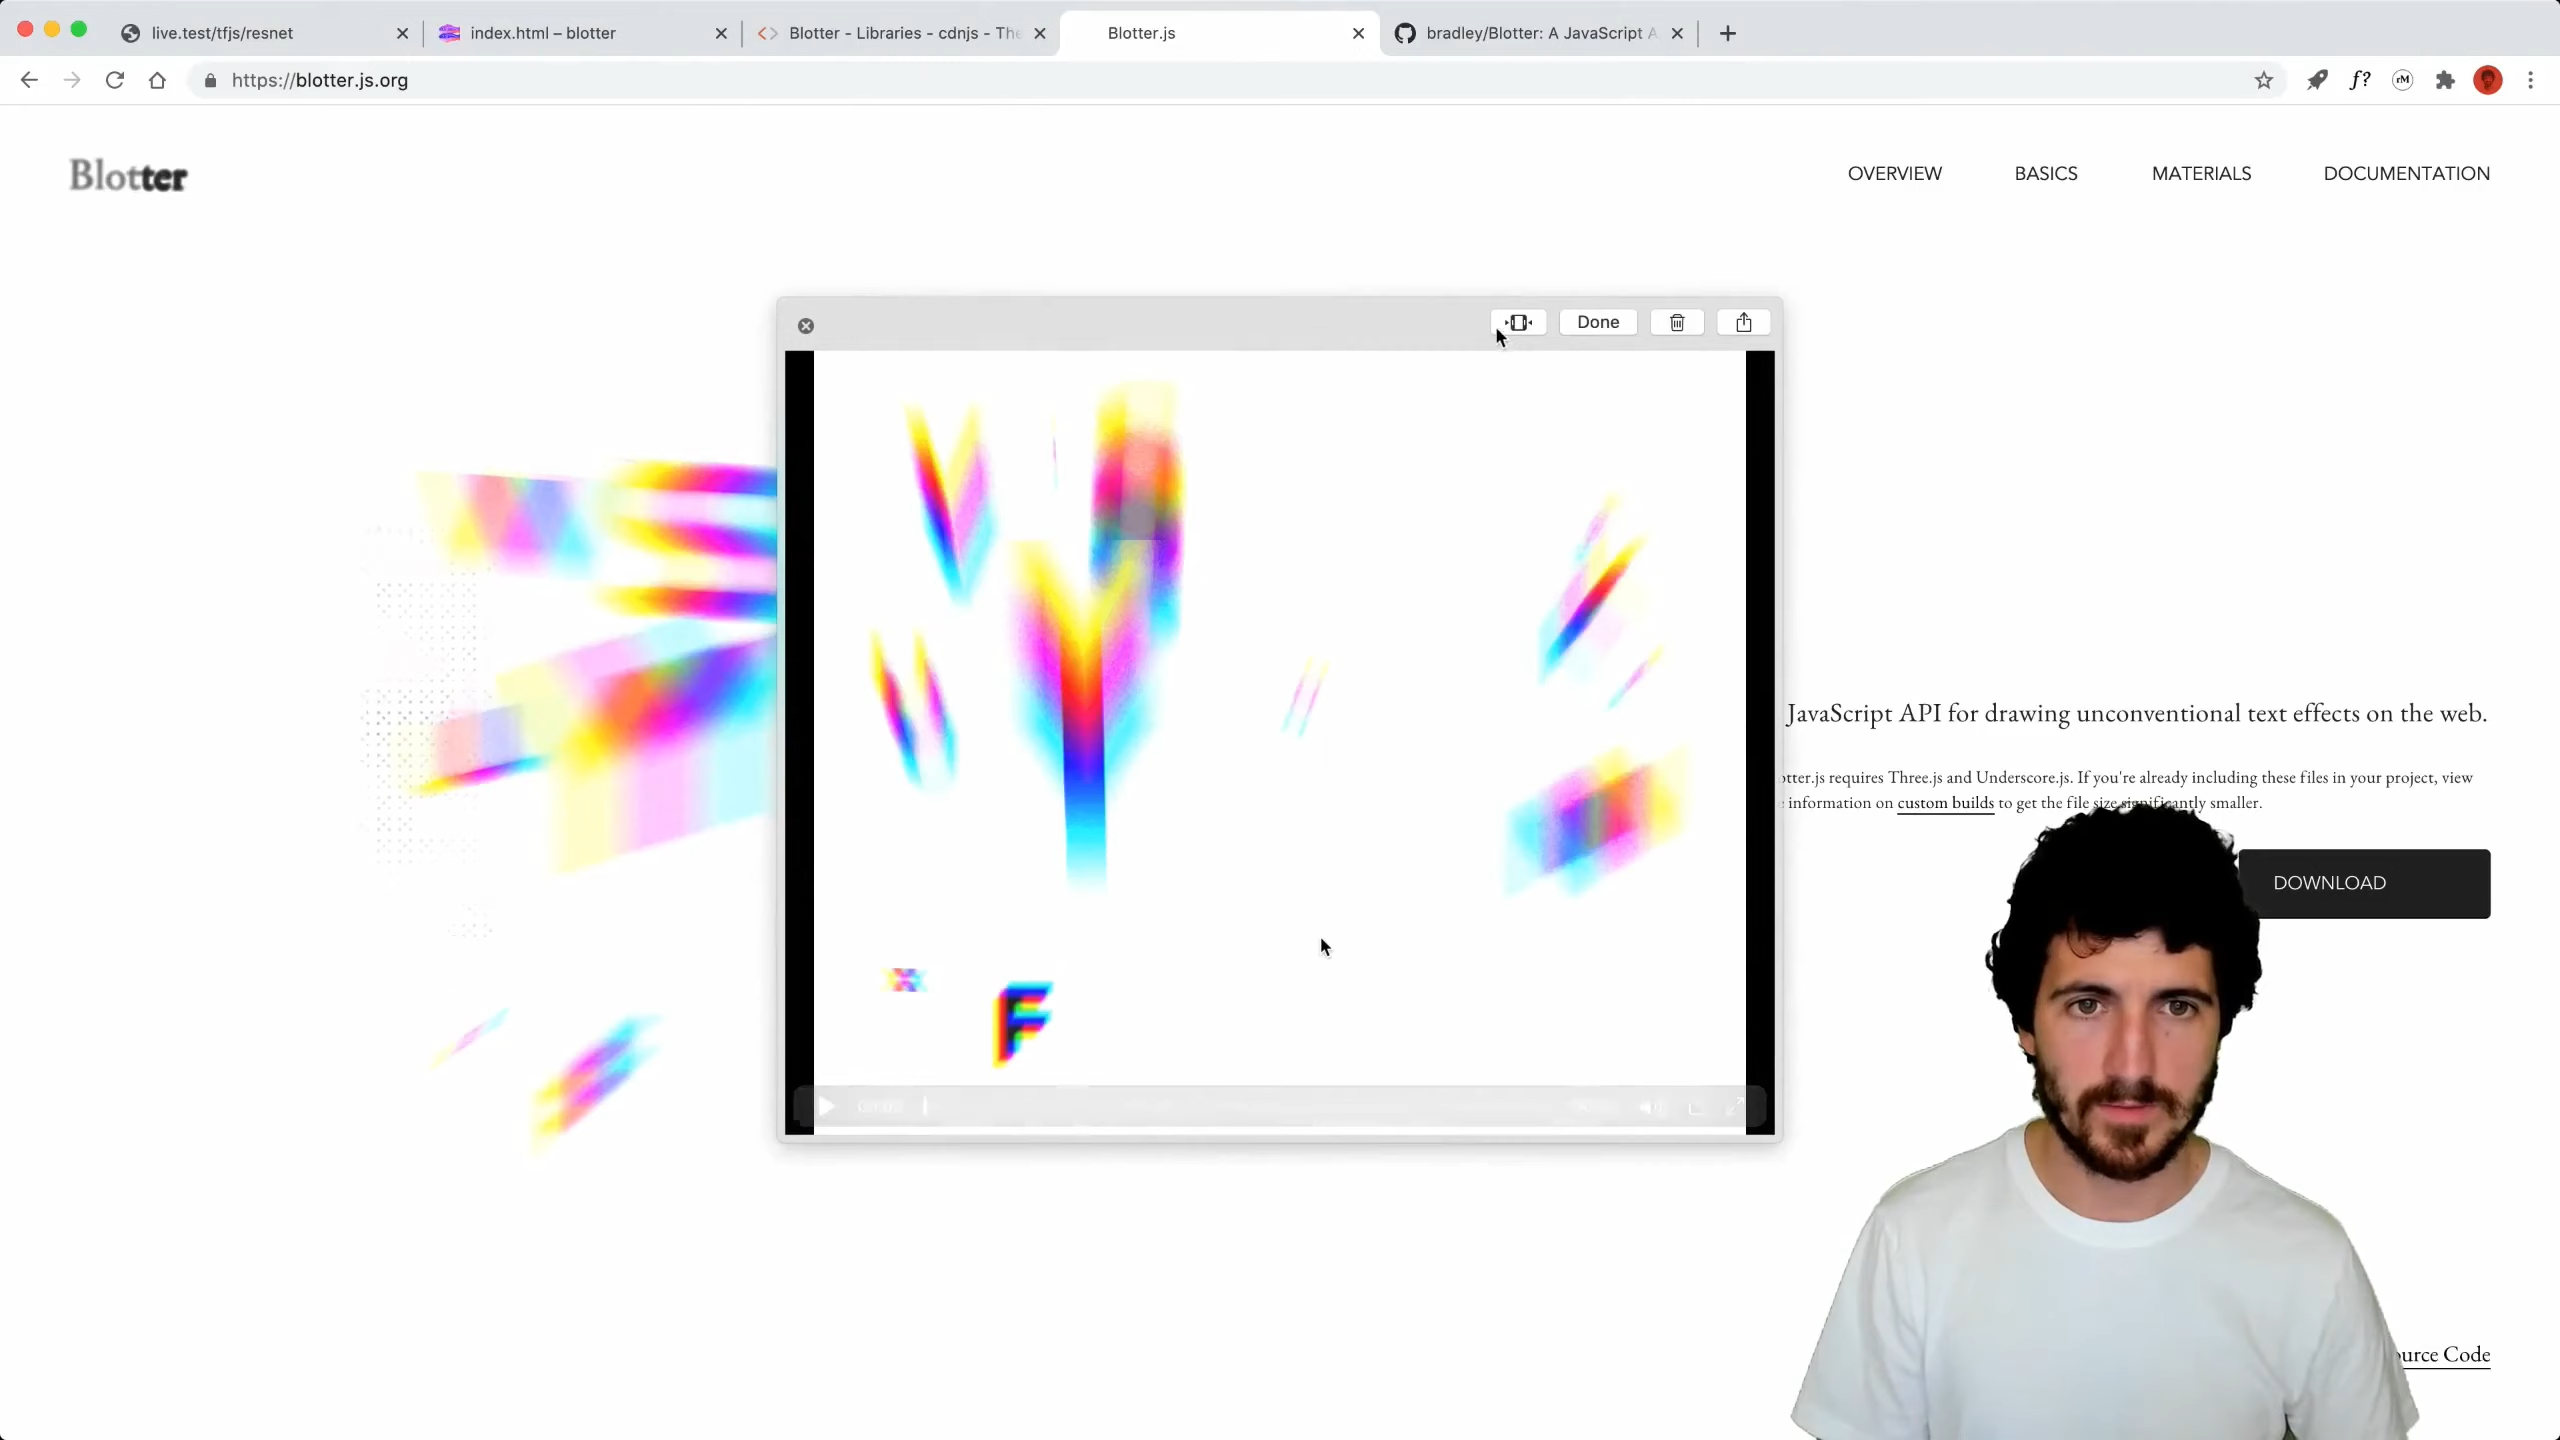 live.test/tfjs/resnet
index.html – blotter
Blotter - Libraries - cdnjs - The
Blotter.js
bradley/Blotter: A JavaScript A
https://blotter.js.org
f?
rM
Blotter
OVERVIEW
BASICS
MATERIALS
DOCUMENTATION
Done
JavaScript API for drawing unconventional text effects on the web.
otter.js requires Three.js and Underscore.js. If you're already including these files in your project, view
information on custom builds to get the file size significantly smaller.
DOWNLOAD
F
ource Code